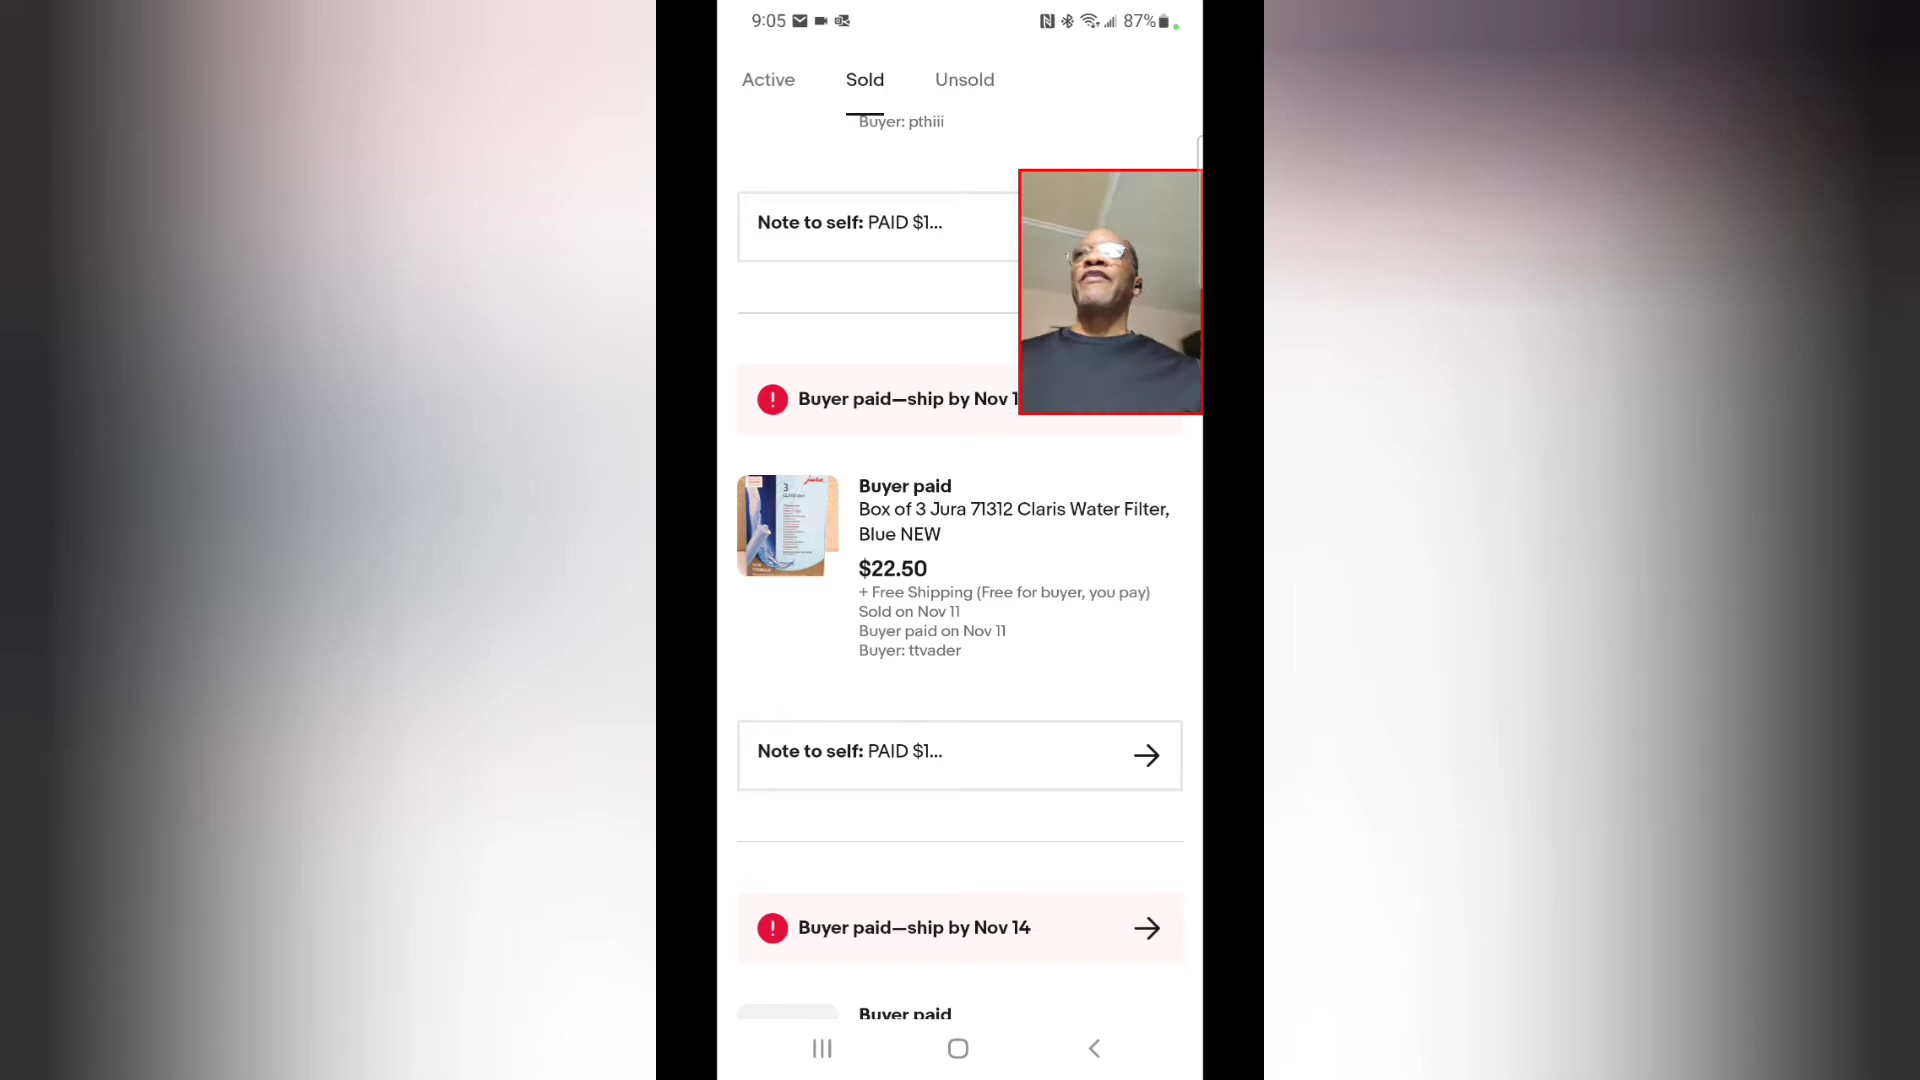 9:05
87%
Active Sold Unsold
Buyer: pthiii
Note to self: PAID $1...
Buyer paid—ship by Nov 1
Buyer paid
Box of 3 Jura 71312 Claris Water Filter,
Blue NEW
$22.50
+ Free Shipping (Free for buyer, you pay)
Sold on Nov 11
Buyer paid on Nov 11
Buyer: ttvader
Note to self: PAID $1...
Buyer paid—ship by Nov 14
Buyer paid